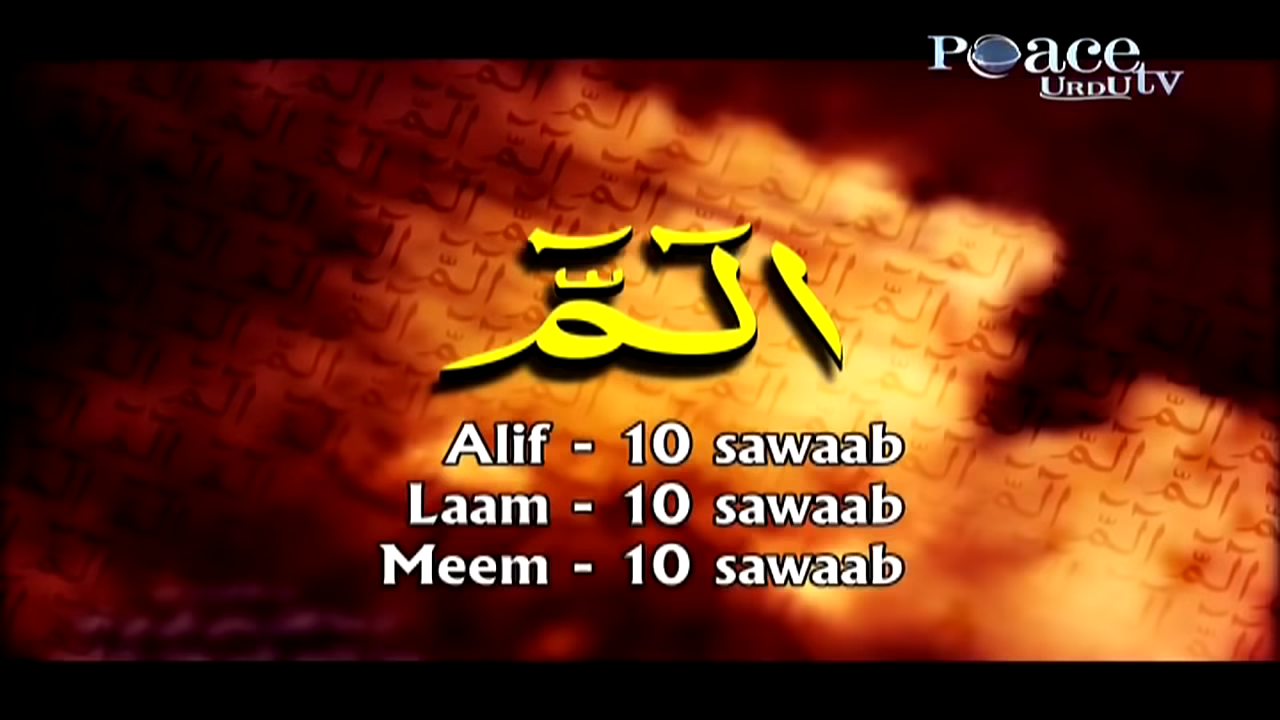 Peace tv
URDU
الٓمّٓ
Alif - 10 sawaab
Laam - 10 sawaab
Meem - 10 sawaab